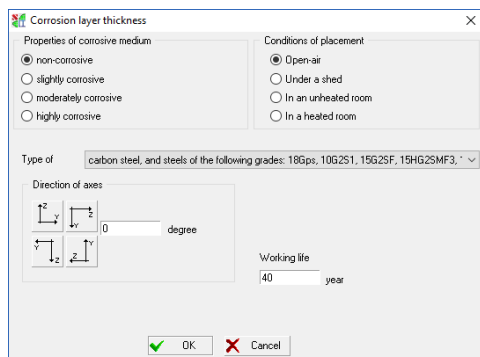 Corrosion layer thickness
Properties of corrosive medium
non-corrosive
slightly corrosive
moderately corrosive
highly corrosive
Conditions of placement
Open-air
Under a shed
In an unheated room
In a heated room
Type of
carbon steel, and steels of the following grades: 18Gps, 10G2S1, 15G2SF, 15HG2SMF3,
Direction of axes
Z
Y
Z
Y
0
degree
Y
Z
Y
Z
Working life
40
year
OK
Cancel